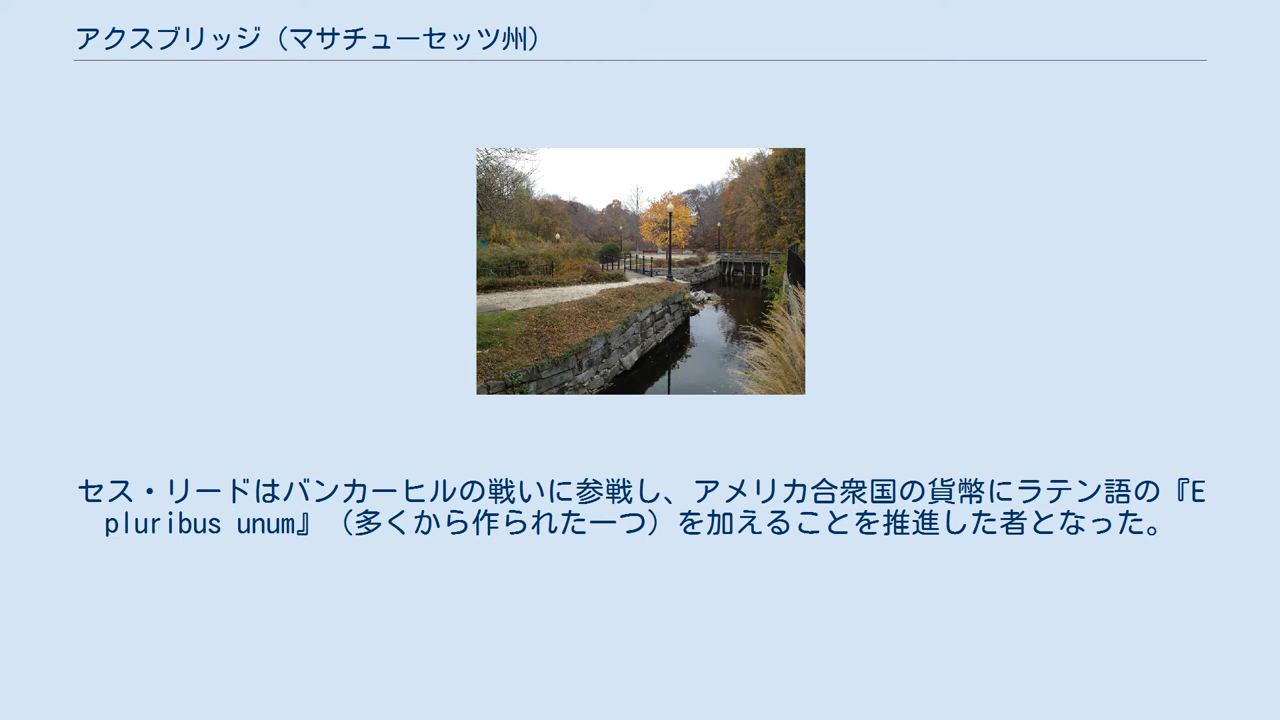 アクスブリッジ（マサチューセッツ州）
セス・リードはバンカーヒルの戦いに参戦し、アメリカ合衆国の貨幣にラテン語の『E
pluribus unum』（多くから作られた一つ）を加えることを推進した者となった。